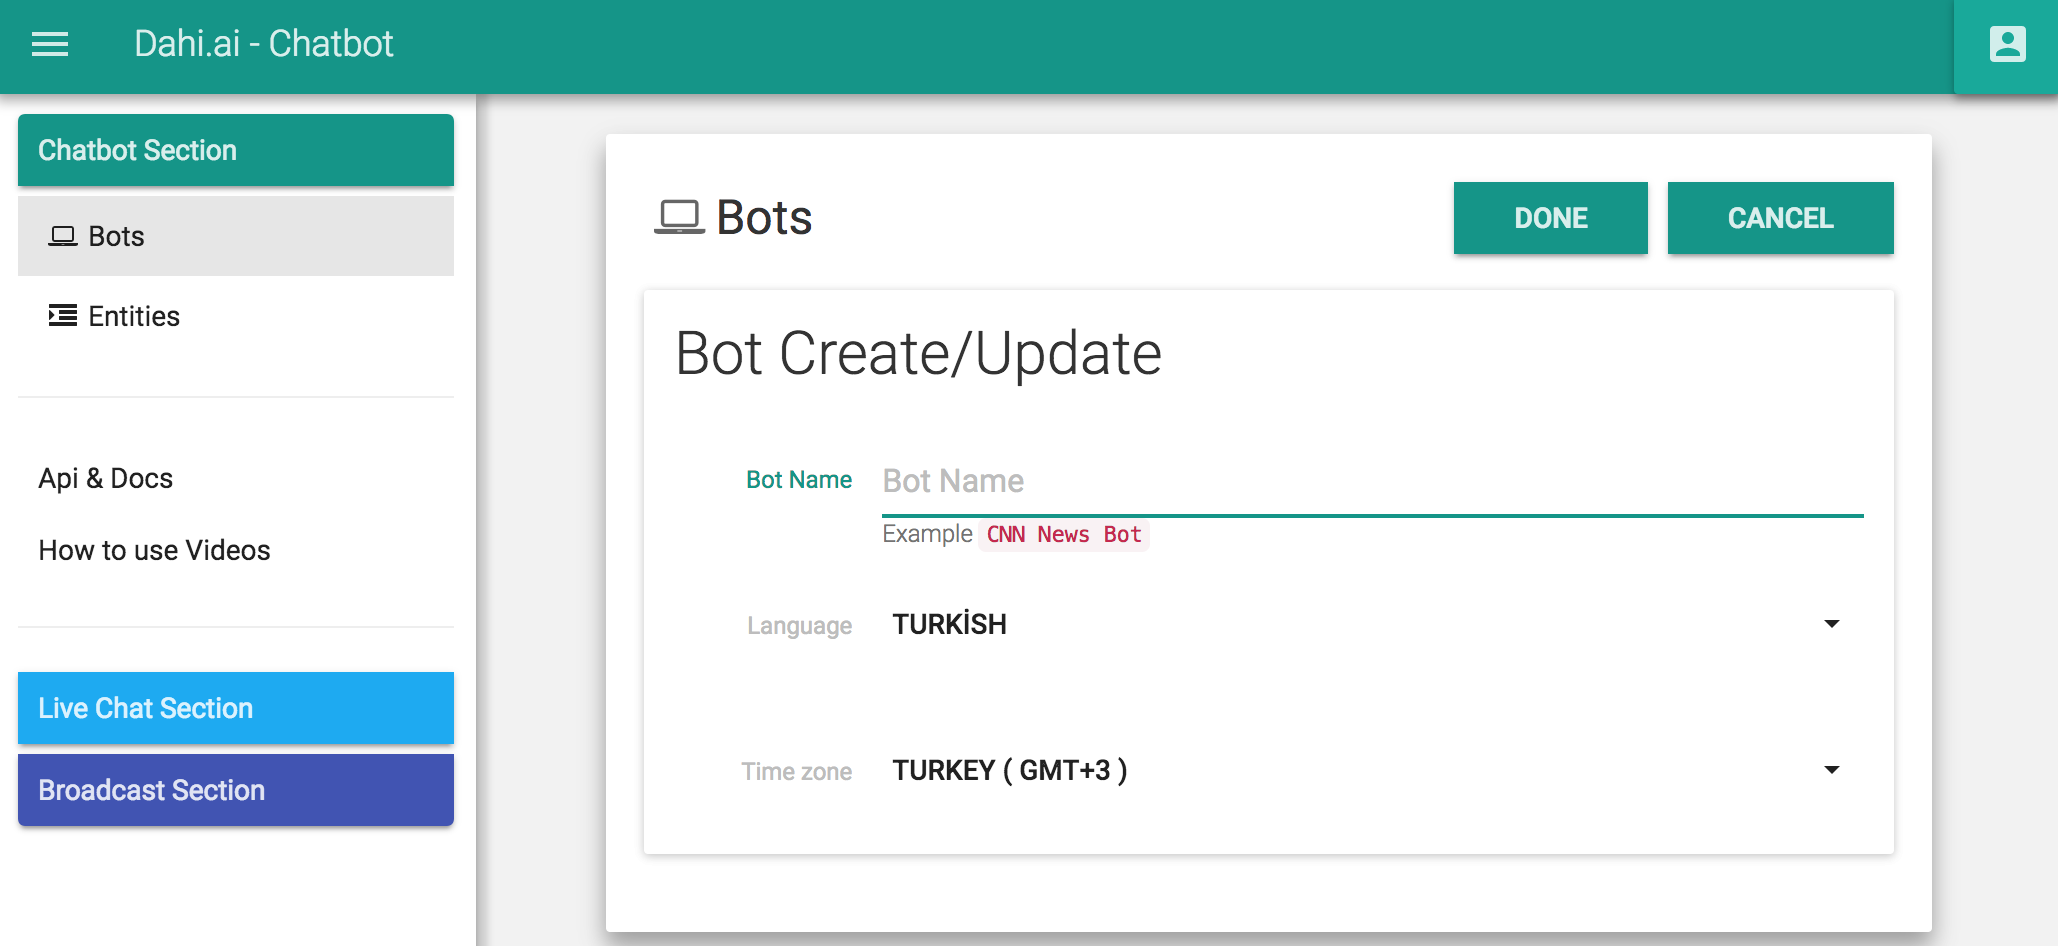 Dahi.ai - Chatbot
Chatbot Section
Bots
Entities
Api & Docs
How to use Videos
Live Chat Section
Broadcast Section
Bots
DONE
CANCEL
Bot Create/Update
Bot Name
Bot Name
Example CNN News Bot
Language
TURKİSH
Time zone
TURKEY ( GMT+3 )